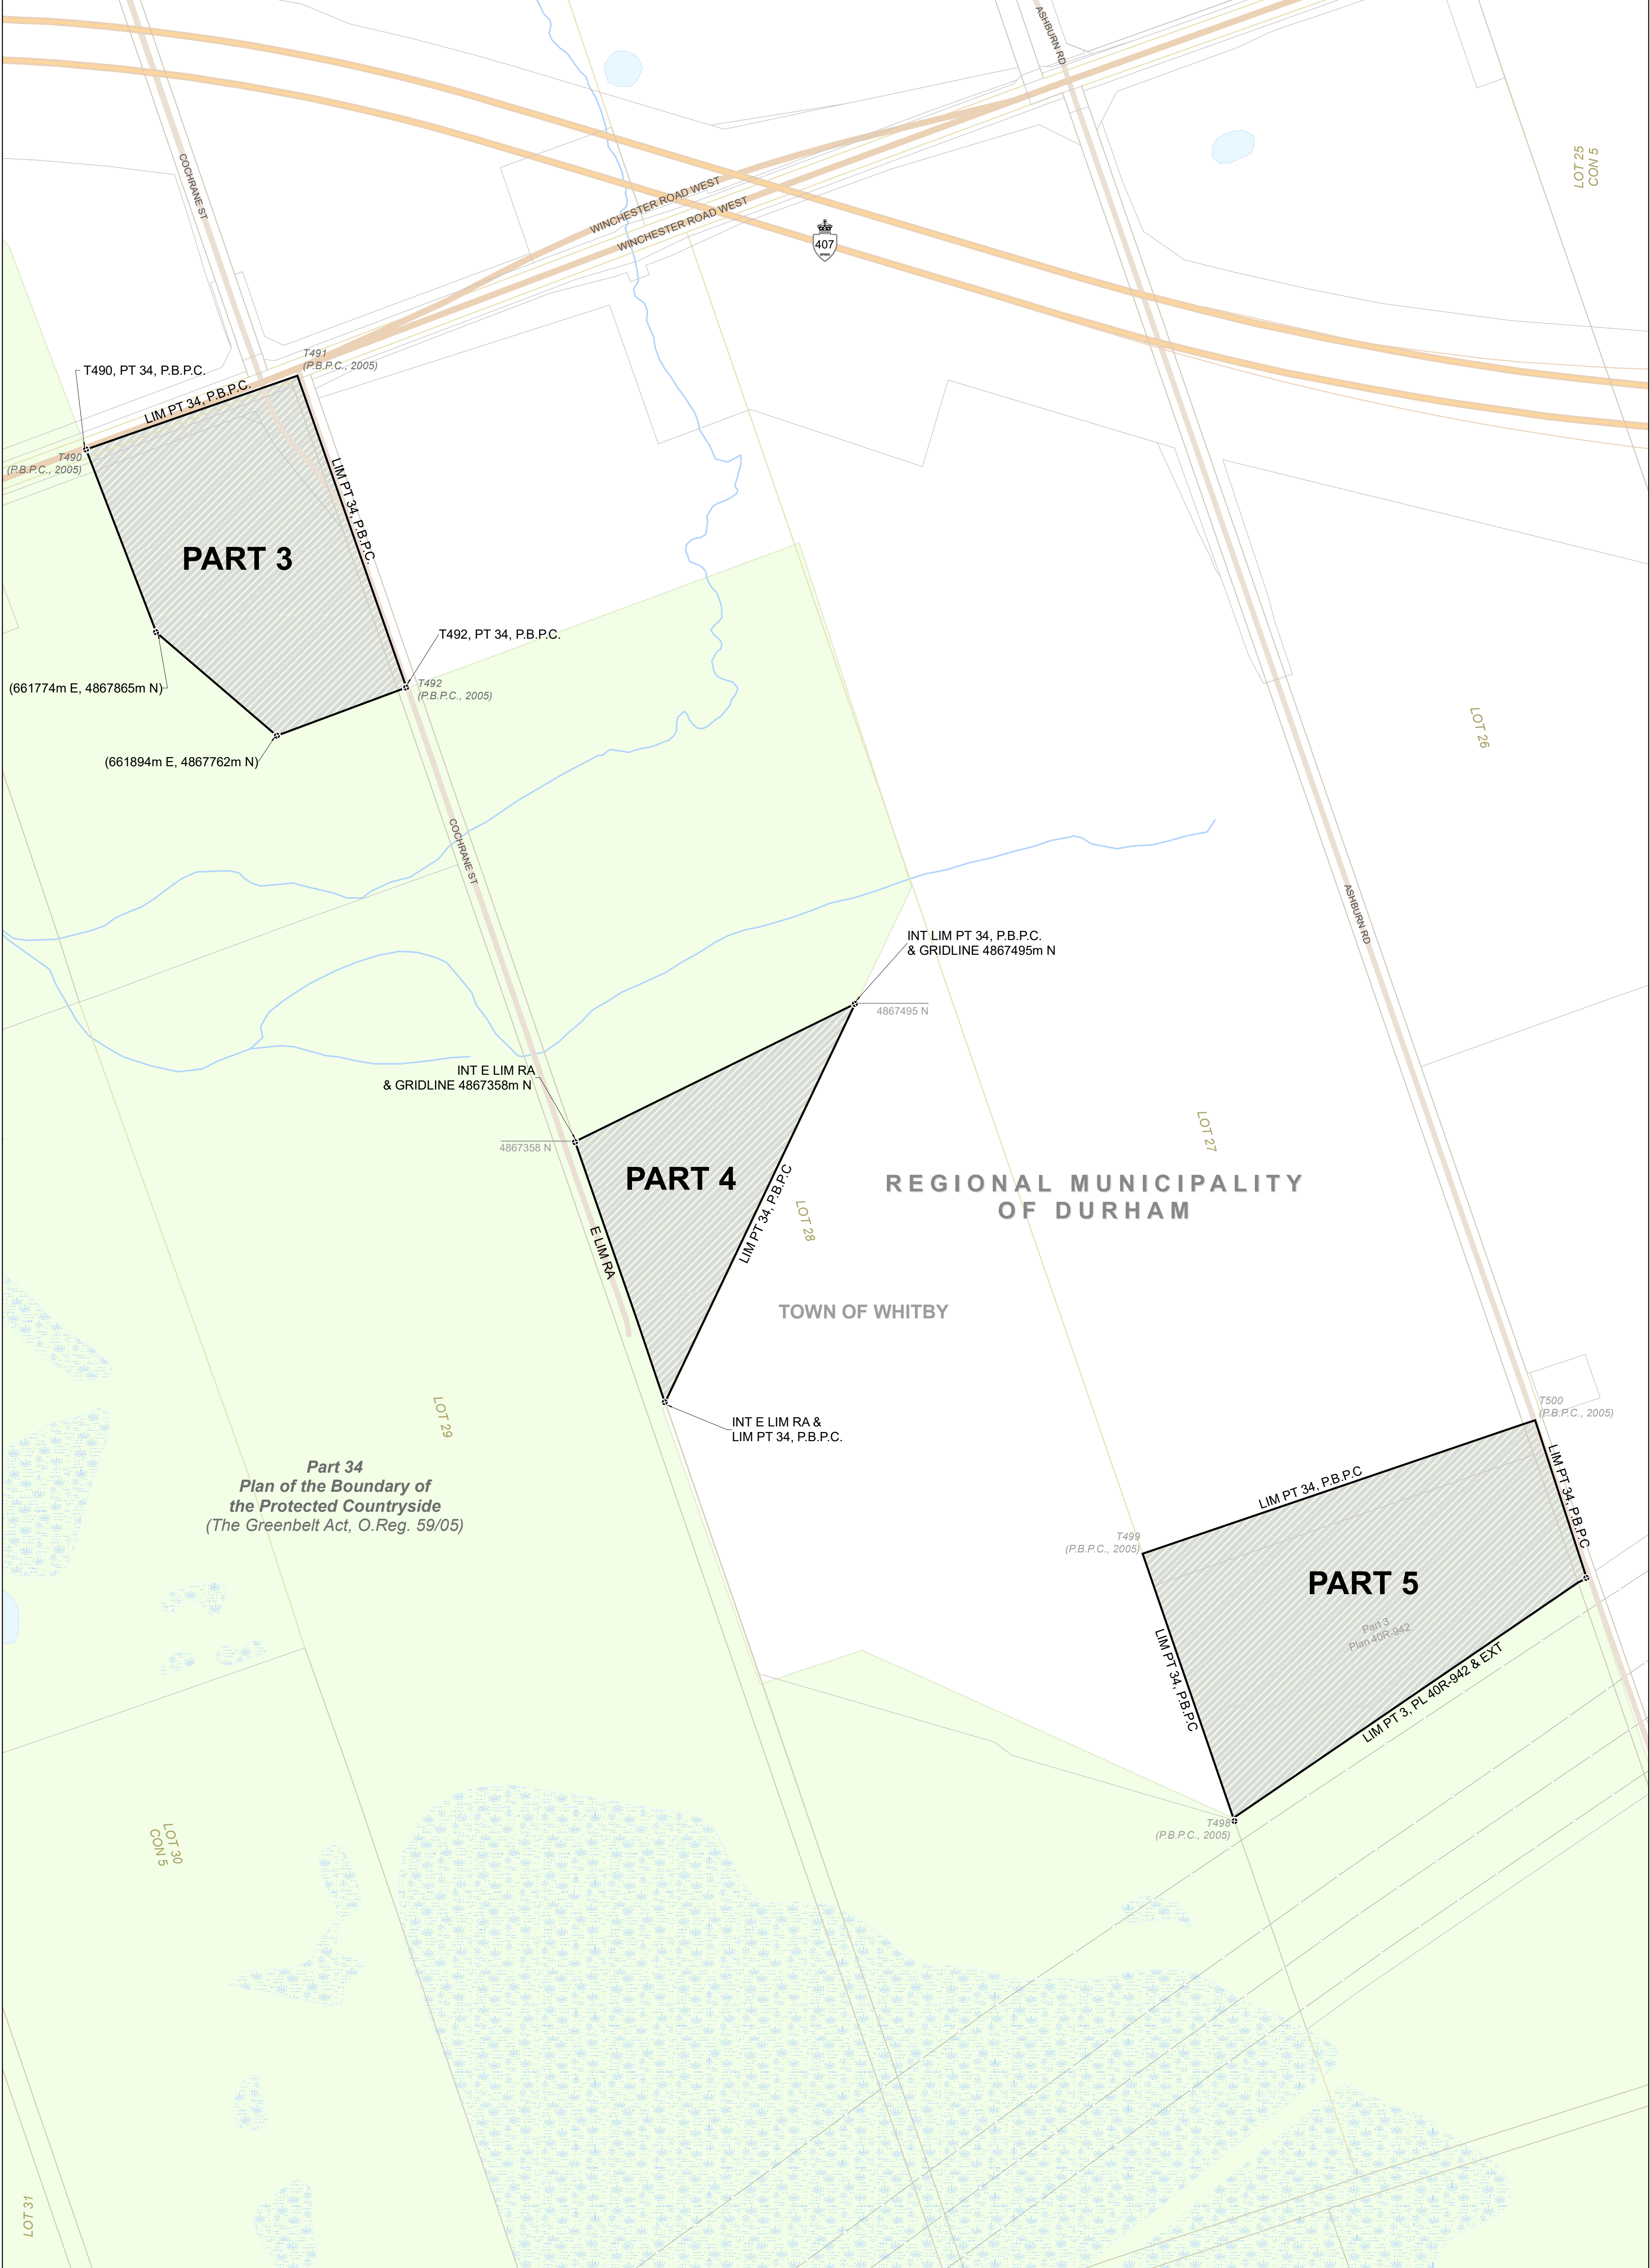 ASHBURN RD
LOT 25
CON 5
COCHRANE ST
WINCHESTER ROAD WEST
WINCHESTER ROAD WEST
407
T491
(P.B.P.C., 2005)
T490, PT 34, P.B.P.C.
LIM PT 34, P.B.P.C.
T490
(P.B.P.C., 2005)
LIM PT 34, P.B.P.C.
PART 3
T492, PT 34, P.B.P.C.
(661774m E, 4867865m N)
T492
(P.B.P.C., 2005)
(661894m E, 4867762m N)
LOT 26
COCHRANE ST
ASHBURN RD
INT LIM PT 34, P.B.P.C.
& GRIDLINE 4867495m N
4867495 N
INT E LIM RA
& GRIDLINE 4867358m N
4867358 N
LOT 27
PART 4
LIM PT 34, P.B.P.C
LOT 28
REGIONAL MUNICIPALITY
OF DURHAM
E LIM RA
TOWN OF WHITBY
LOT 29
T500
(P.B.P.C., 2005)
INT E LIM RA &
LIM PT 34, P.B.P.C.
Part 34
Plan of the Boundary of
the Protected Countryside
(The Greenbelt Act, O.Reg. 59/05)
LIM PT 34, P.B.P.C
LIM PT 34, P.B.P.C
T499
(P.B.P.C., 2005)
PART 5
Part 3
Plan 40R-942
LIM PT 34, P.B.P.C
LIM PT 3, PL 40R-942 & EXT
T498
(P.B.P.C., 2005)
LOT 30
CON 5
LOT 31